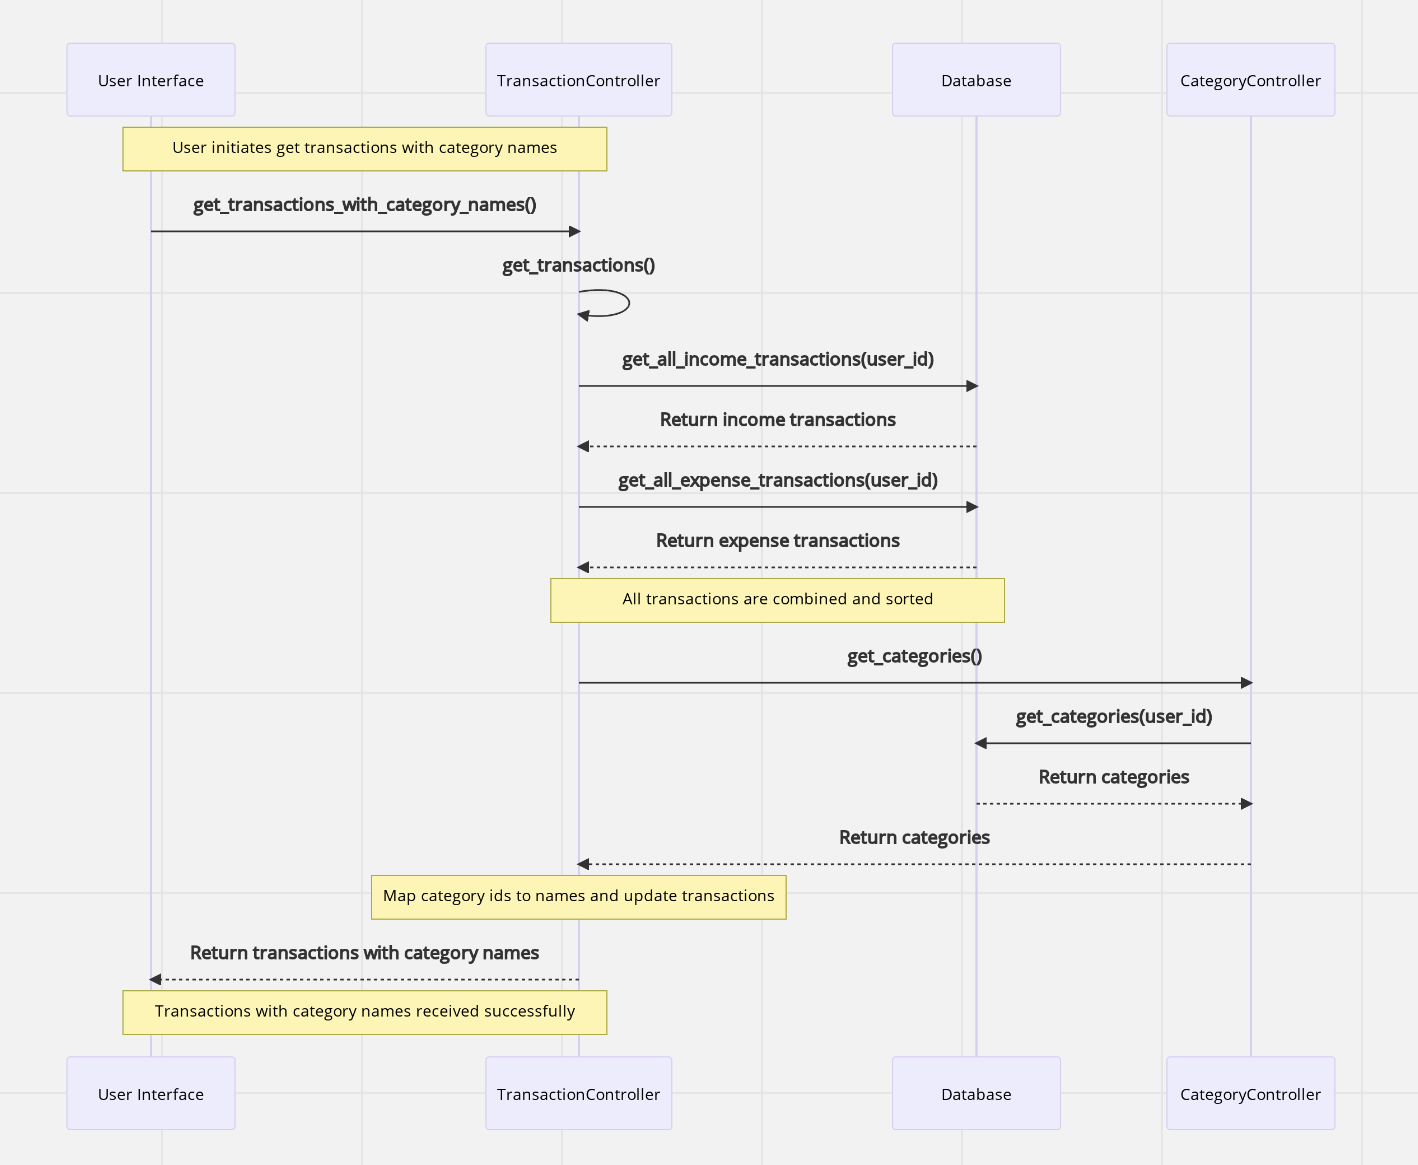 User Interface
TransactionController
Database
CategoryController
User initiates get transactions with category names
get_transactions_with_category_names()
get_transactions()
get_all_income_transactions(user_id)
Return income transactions
get_all_expense_transactions(user_id)
Return expense transactions
All transactions are combined and sorted
get_categories()
get_categories(user_id)
Return categories
Return categories
Map category ids to names and update transactions
Return transactions with category names
Transactions with category names received successfully
User Interface
TransactionController
Database
CategoryController